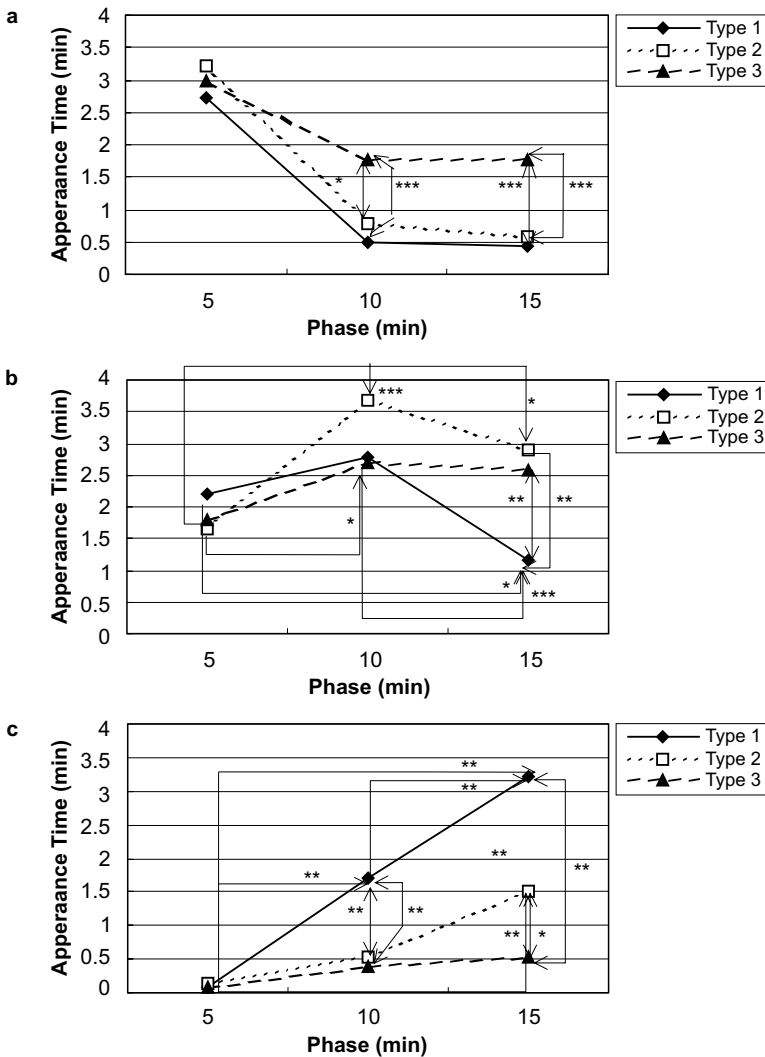 a
Apperaance Time (min)
4
3.5
3
2.5
2
1.5
1
0.5
0
* *** *** ***
5 10 15
Phase (min)
Type 1
Type 2
Type 3
b
Apperaance Time (min)
4
3.5
3
2.5
2
1.5
1
0.5
0
***
*
** **
*
* ***
5 10 15
Phase (min)
Type 1
Type 2
Type 3
c
Apperaance Time (min)
4
3.5
3
2.5
2
1.5
1
0.5
0
**
**
**
** **
** **
** *
5 10 15
Phase (min)
Type 1
Type 2
Type 3